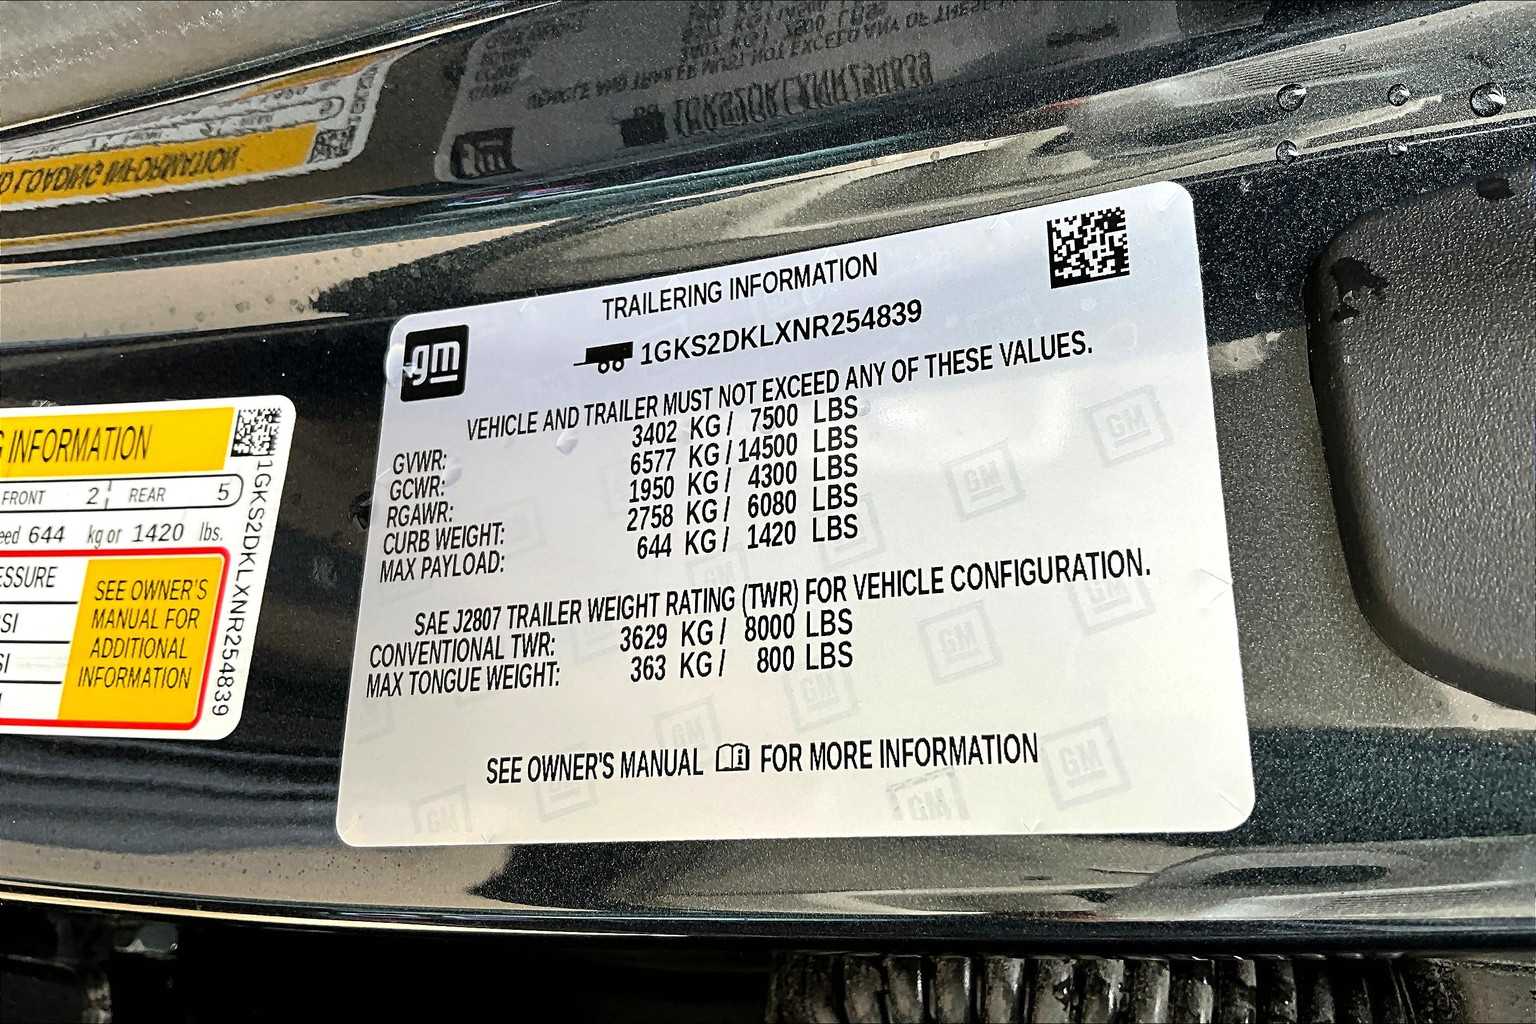 TRAILERING INFORMATION
gm
1GKS2DKLXNR254839
VEHICLE AND TRAILER MUST NOT EXCEED ANY OF THESE VALUES.
GVWR: 3402 KG / 7500 LBS
GCWR: 6577 KG / 14500 LBS
RGAWR: 1950 KG / 4300 LBS
CURB WEIGHT: 2758 KG / 6080 LBS
MAX PAYLOAD: 644 KG / 1420 LBS
SAE J2807 TRAILER WEIGHT RATING (TWR) FOR VEHICLE CONFIGURATION.
CONVENTIONAL TWR: 3629 KG / 8000 LBS
MAX TONGUE WEIGHT: 363 KG / 800 LBS
SEE OWNER'S MANUAL FOR MORE INFORMATION
INFORMATION
FRONT 2 REAR 5
644 kg or 1420 lbs.
SEE OWNER'S
MANUAL FOR
ADDITIONAL
INFORMATION
1GKS2DKLXNR254839